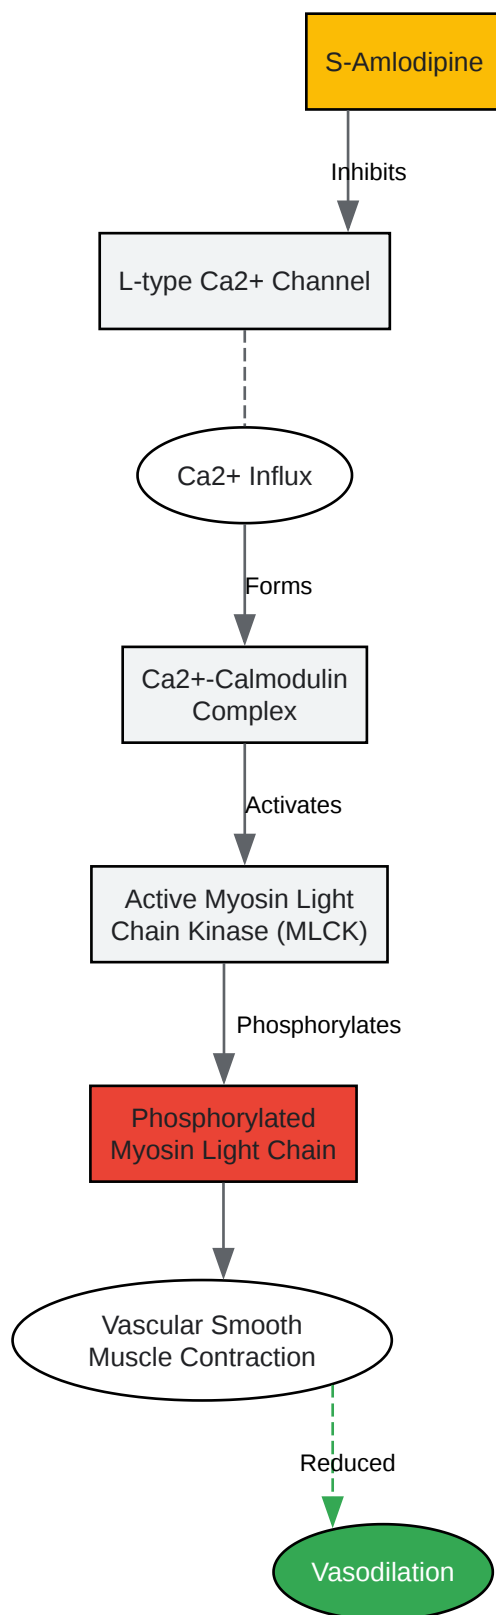 S-Amlodipine
Inhibits
L-type Ca2+ Channel
Ca2+ Influx
Forms
Ca2+-Calmodulin
Complex
Activates
Active Myosin Light
Chain Kinase (MLCK)
Phosphorylates
Phosphorylated
Myosin Light Chain
Vascular Smooth
Muscle Contraction
Reduced
Vasodilation